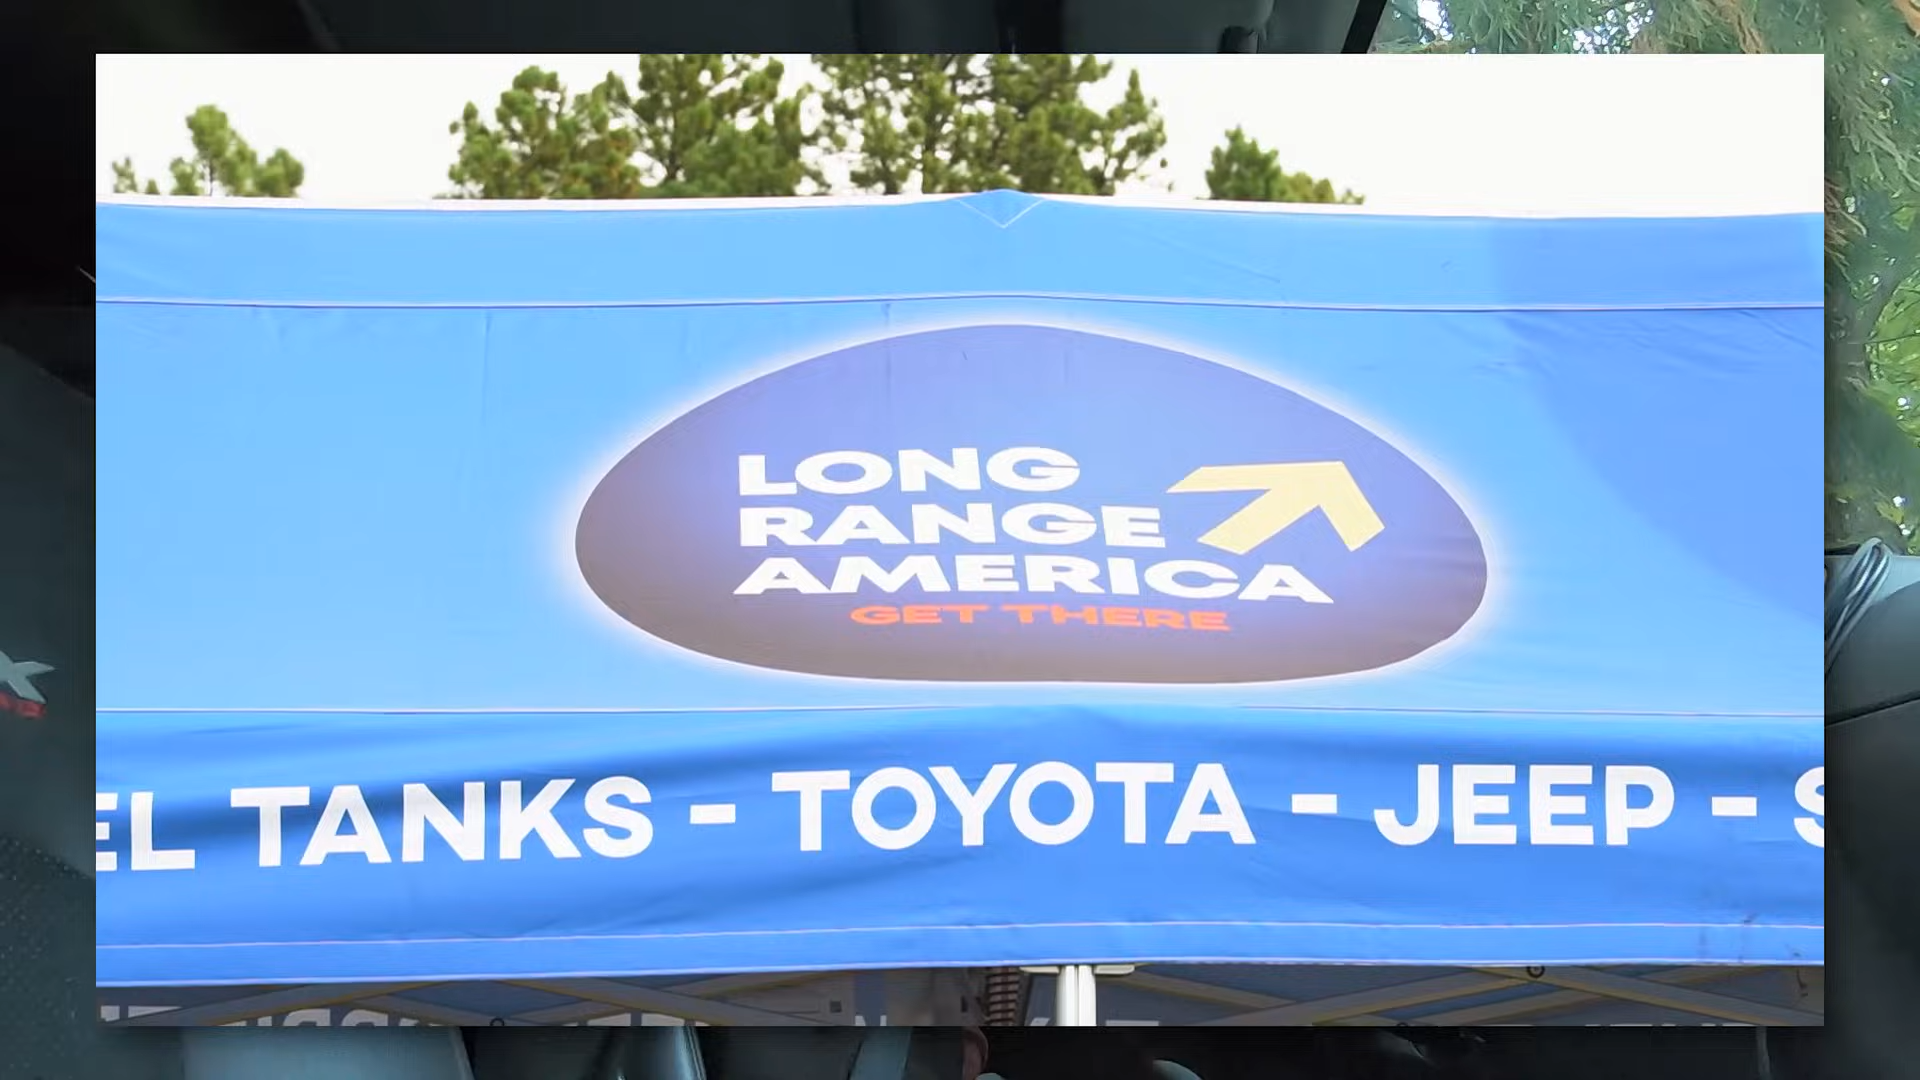 LONG
RANGE
AMERICA
GET THERE
EL TANKS - TOYOTA - JEEP - S